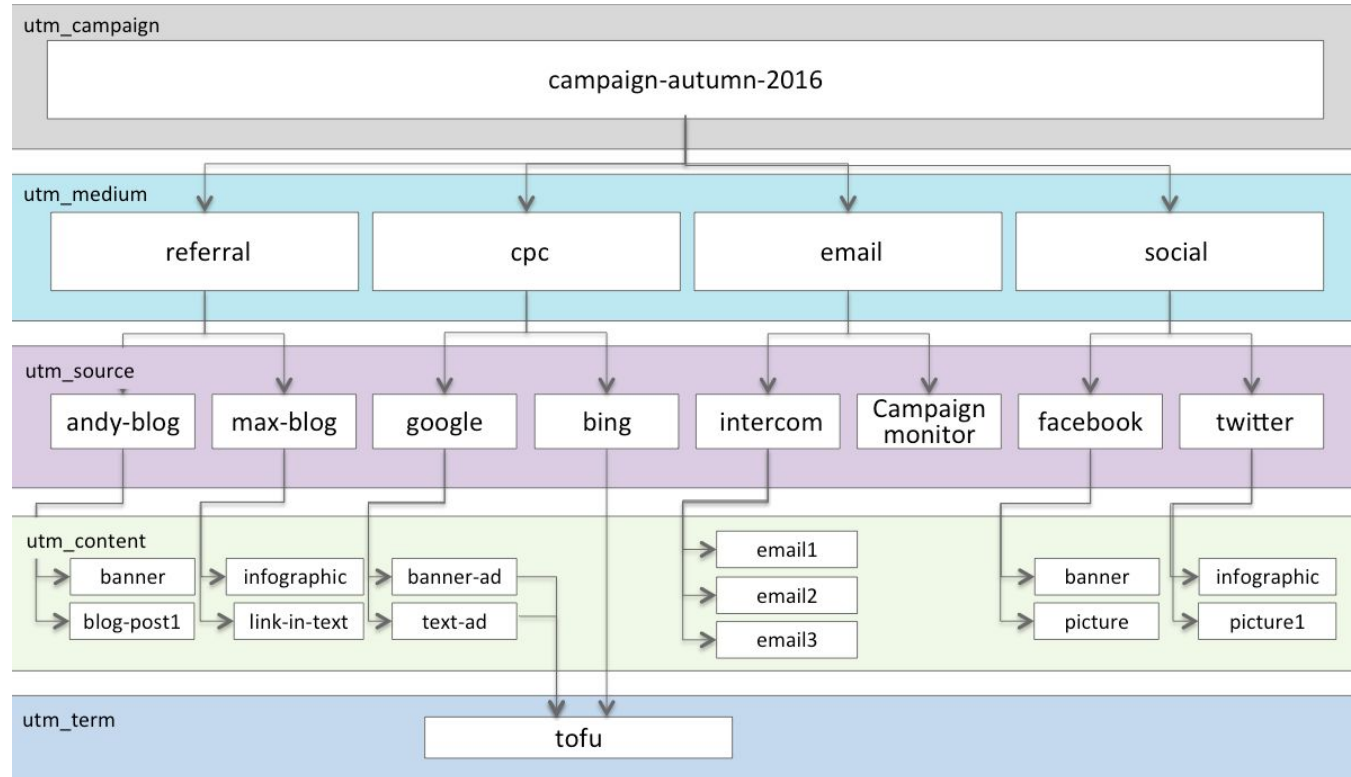 utm_campaign
campaign-autumn-2016
utm_medium
referral
cpc
email
social
utm_source
andy-blog
max-blog
google
bing
intercom
Campaign
monitor
facebook
twitter
utm_content
banner
infographic
banner-ad
email1
banner
infographic
blog-post1
link-in-text
text-ad
email2
picture
picture1
email3
utm_term
tofu